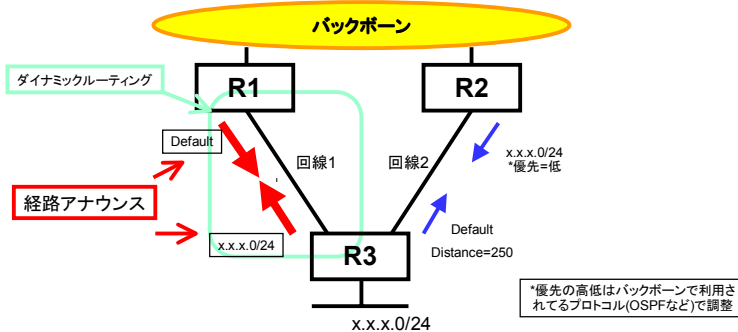 バックボーン
ダイナミックルーティング
R1
R2
Default
回線1
回線2
x.x.x.0/24
*優先=低
経路アナウンス
x.x.x.0/24
Default
Distance=250
R3
*優先の高低はバックボーンで利用さ
れてるプロトコル(OSPFなど)で調整
x.x.x.0/24